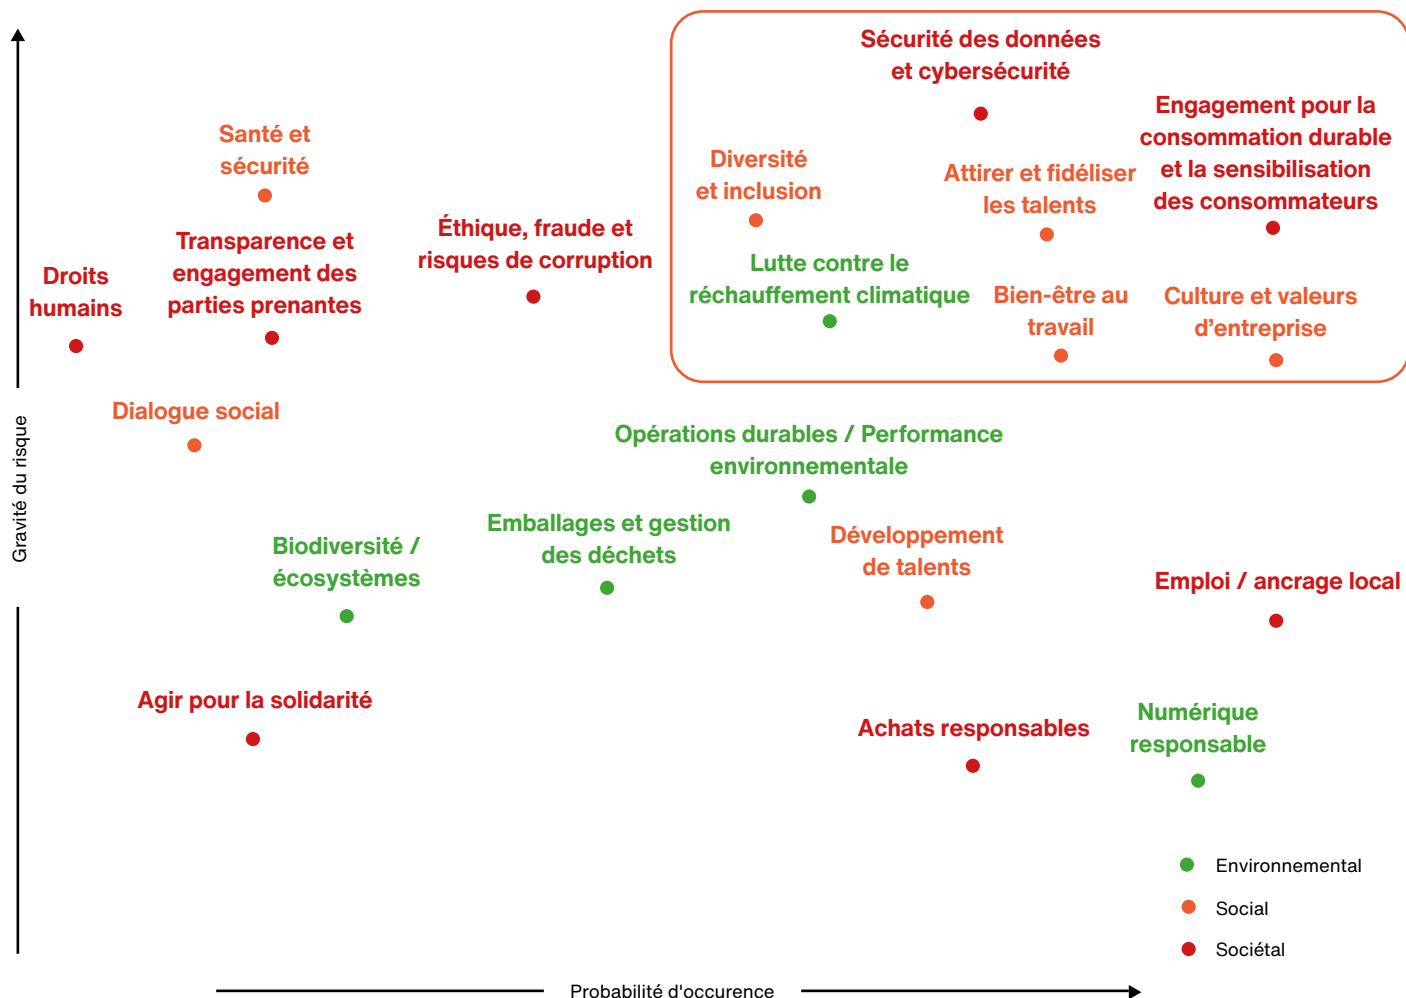 Sécurité des données
et cybersécurité
Engagement pour la
consommation durable
et la sensibilisation
des consommateurs
Santé et
sécurité
Diversité
et inclusion
Attirer et fidéliser
les talents
Transparence et
engagement des
parties prenantes
Éthique, fraude et
risques de corruption
Droits
humains
Lutte contre le
réchauffement climatique
Bien-être au
travail
Culture et valeurs
d'entreprise
Dialogue social
Opérations durables / Performance
environnementale
Gravité du risque
Biodiversité /
écosystèmes
Emballages et gestion
des déchets
Développement
de talents
Emploi / ancrage local
Agir pour la solidarité
Achats responsables
Numérique
responsable
Environnemental
Social
Sociétal
Probabilité d'occurence